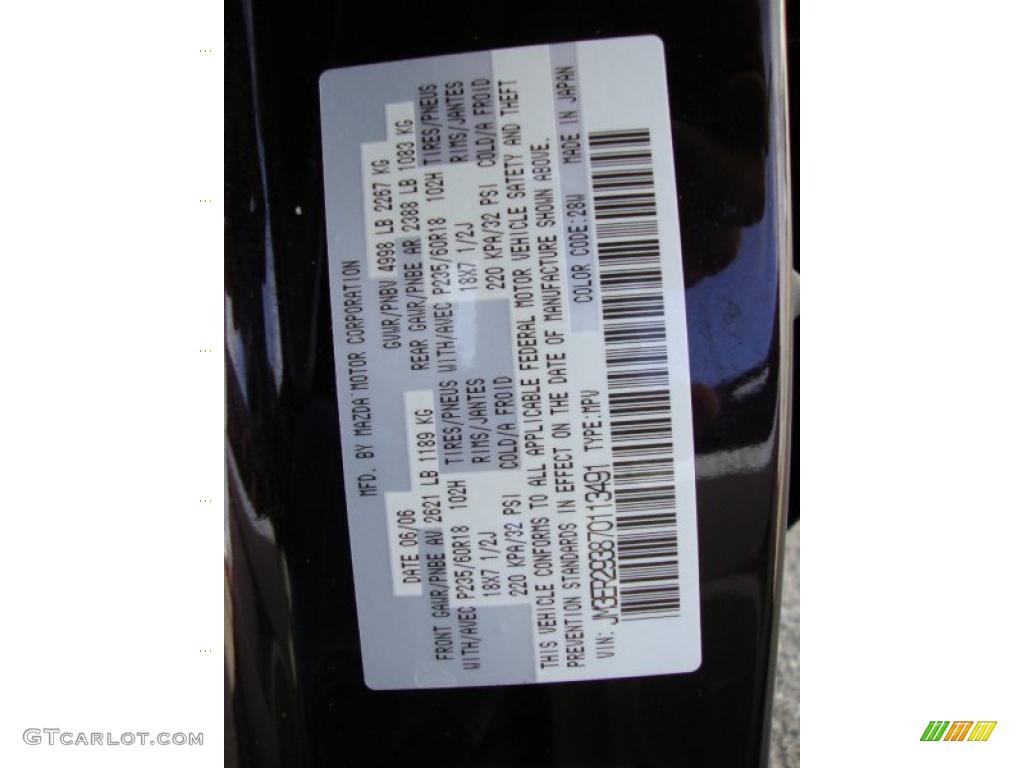 MFD. BY MAZDA MOTOR CORPORATION
DATE 06/06 GVWR/PNBV 4998 LB 2267 KG
FRONT GAWR/PNBE AV 2621 LB 1189 KG REAR GAWR/PNBE AR 2388 LB 1083 KG
WITH/AVEC P235/60R18 102H TIRES/PNEUS WITH/AVEC P235/60R18 102H TIRES/PNEUS
18X7 1/2J RIMS/JANTES 18X7 1/2J RIMS/JANTES
220 KPA/32 PSI COLD/A FROID 220 KPA/32 PSI COLD/A FROID
THIS VEHICLE CONFORMS TO ALL APPLICABLE FEDERAL MOTOR VEHICLE SATETY AND THEFT
PREVENTION STANDARDS IN EFFECT ON THE DATE OF MANUFACTURE SHOWN ABOVE.
VIN: JM3ER293870113491 TYPE:MPV COLOR CODE:28W MADE IN JAPAN
GTCARLOT.COM